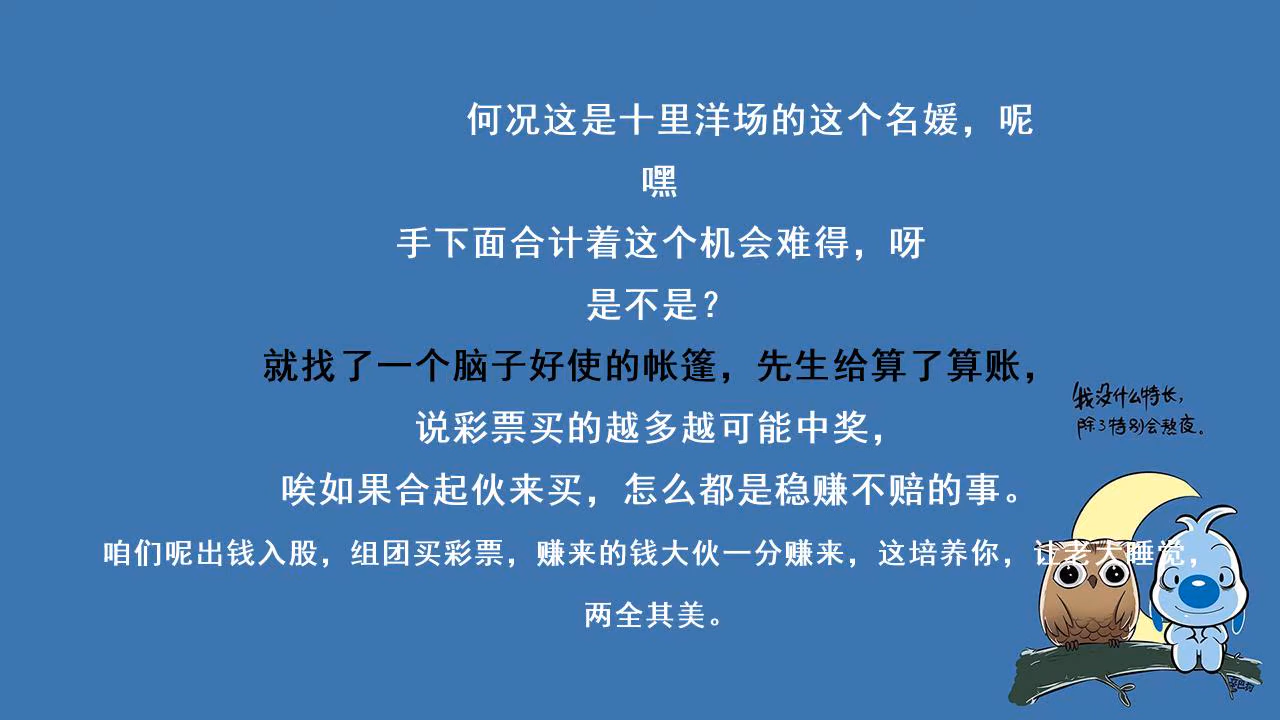 何况这是十里洋场的这个名媛，呢
嘿
手下面合计着这个机会难得，呀
是不是？
就找了一个脑子好使的帐篷，先生给算了算账，
说彩票买的越多越可能中奖，
唉如果合起伙来买，怎么都是稳赚不赔的事。
咱们呢出钱入股，组团买彩票，赚来的钱大伙一分赚来，这培养你，让老大睡觉，
两全其美。
我没什么特长，
除了特别会熬夜。